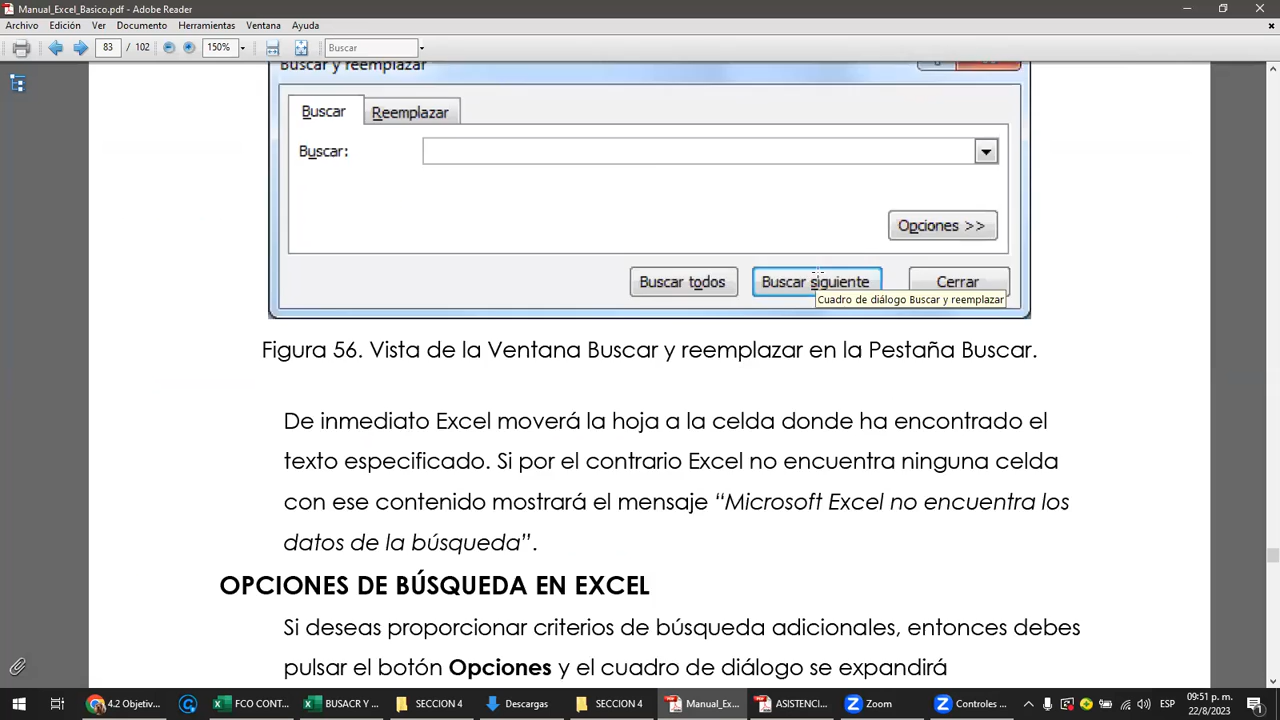 Manual_Excel_Basico.pdf - Adobe Reader
Archivo Edición Ver Documento Herramientas Ventana Ayuda
83 / 102 150% Buscar
Buscar y reemplazar
Buscar Reemplazar
Buscar:
Opciones >>
Buscar todos Buscar siguiente Cerrar
Cuadro de diálogo Buscar y reemplazar
Figura 56. Vista de la Ventana Buscar y reemplazar en la Pestaña Buscar.
De inmediato Excel moverá la hoja a la celda donde ha encontrado el
texto especificado. Si por el contrario Excel no encuentra ninguna celda
con ese contenido mostrará el mensaje “Microsoft Excel no encuentra los
datos de la búsqueda”.
OPCIONES DE BÚSQUEDA EN EXCEL
Si deseas proporcionar criterios de búsqueda adicionales, entonces debes
pulsar el botón Opciones y el cuadro de diálogo se expandirá
4.2 Objetiv... FCO CONT... BUSACR Y ... SECCION 4 Descargas SECCION 4 Manual_Ex... ASISTENCI... Zoom Controles ... ESP 09:51 p. m.
22/8/2023